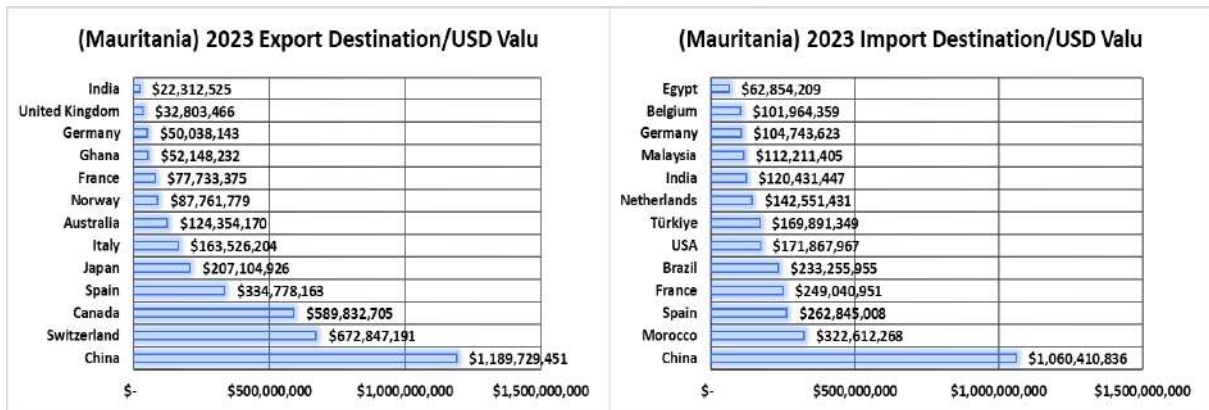 (Mauritania) 2023 Export Destination/USD Valu
India $22,312,525
United Kingdom $32,803,466
Germany $50,038,143
Ghana $52,148,232
France $77,733,375
Norway $87,761,779
Australia $124,354,170
Italy $163,526,204
Japan $207,104,926
Spain $334,778,163
Canada $589,832,705
Switzerland $672,847,191
China $1,189,729,451
$- $500,000,000 $1,000,000,000 $1,500,000,000
(Mauritania) 2023 Import Destination/USD Valu
Egypt $62,854,209
Belgium $101,964,359
Germany $104,743,623
Malaysia $112,211,405
India $120,431,447
Netherlands $142,551,431
Türkiye $169,891,349
USA $171,867,967
Brazil $233,255,955
France $249,040,951
Spain $262,845,008
Morocco $322,612,268
China $1,060,410,836
$- $500,000,000 $1,000,000,000 $1,500,000,000